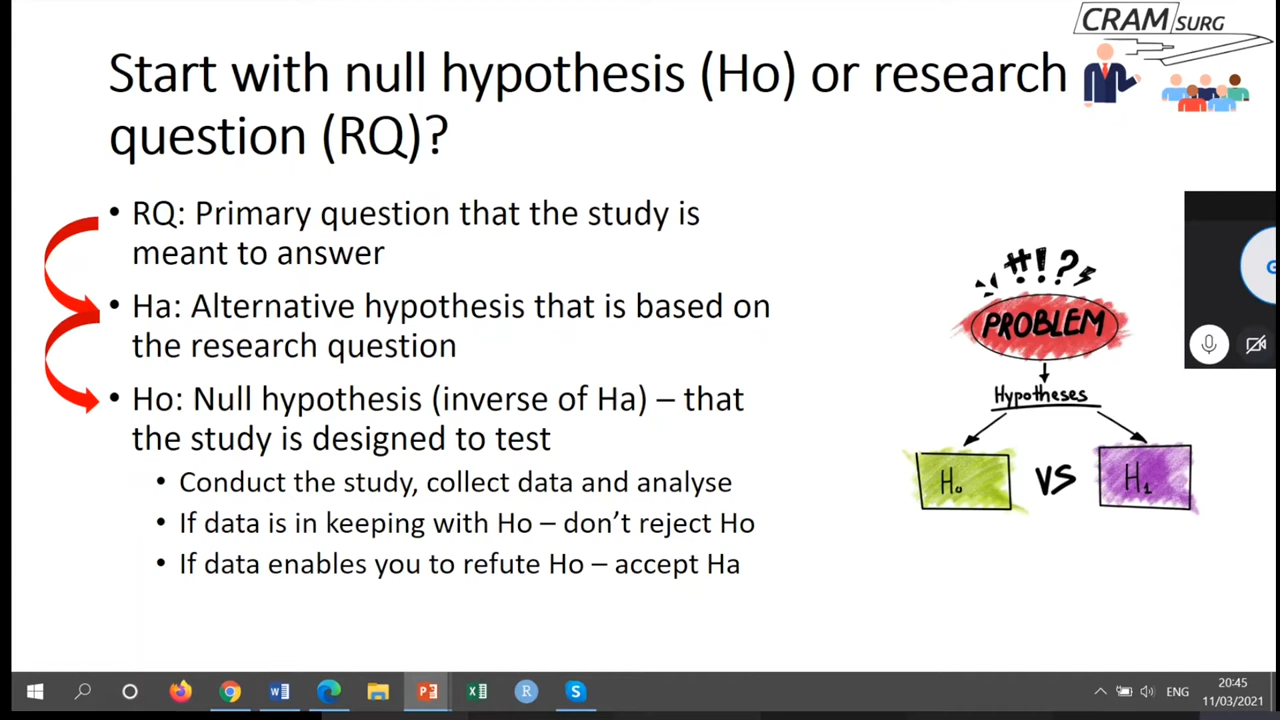 CRAM SURG
Start with null hypothesis (Ho) or research
question (RQ)?
• RQ: Primary question that the study is
meant to answer
• Ha: Alternative hypothesis that is based on
the research question
• Ho: Null hypothesis (inverse of Ha) – that
the study is designed to test
• Conduct the study, collect data and analyse
• If data is in keeping with Ho – don't reject Ho
• If data enables you to refute Ho – accept Ha
#!?
PROBLEM
Hypotheses
H₀ VS H₁
ENG
20:45
11/03/2021